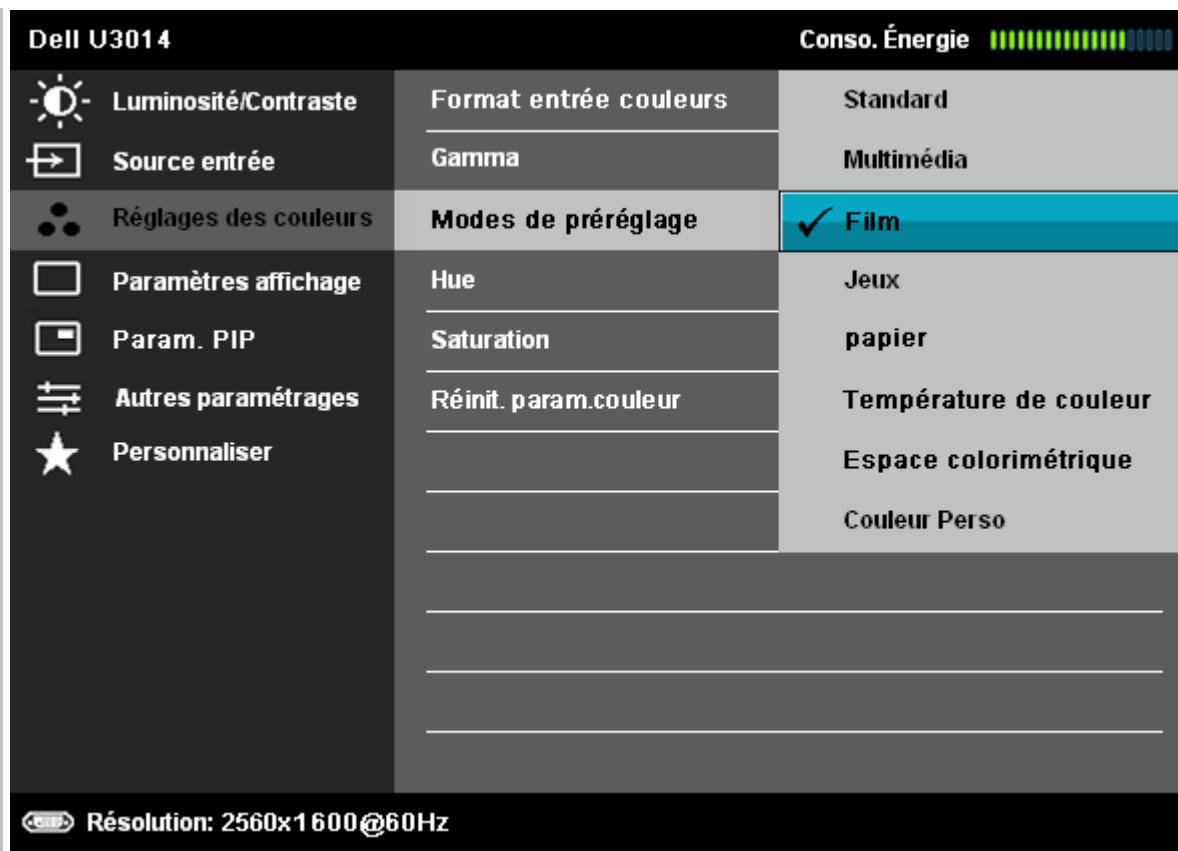 Dell U3014
Conso. Énergie
Luminosité/Contraste
Source entrée
Réglages des couleurs
Paramètres affichage
Param. PIP
Autres paramétrages
Personnaliser
Format entrée couleurs
Gamma
Modes de préréglage
Hue
Saturation
Réinit. param.couleur
Standard
Multimédia
Film
Jeux
papier
Température de couleur
Espace colorimétrique
Couleur Perso
Résolution: 2560x1600@60Hz